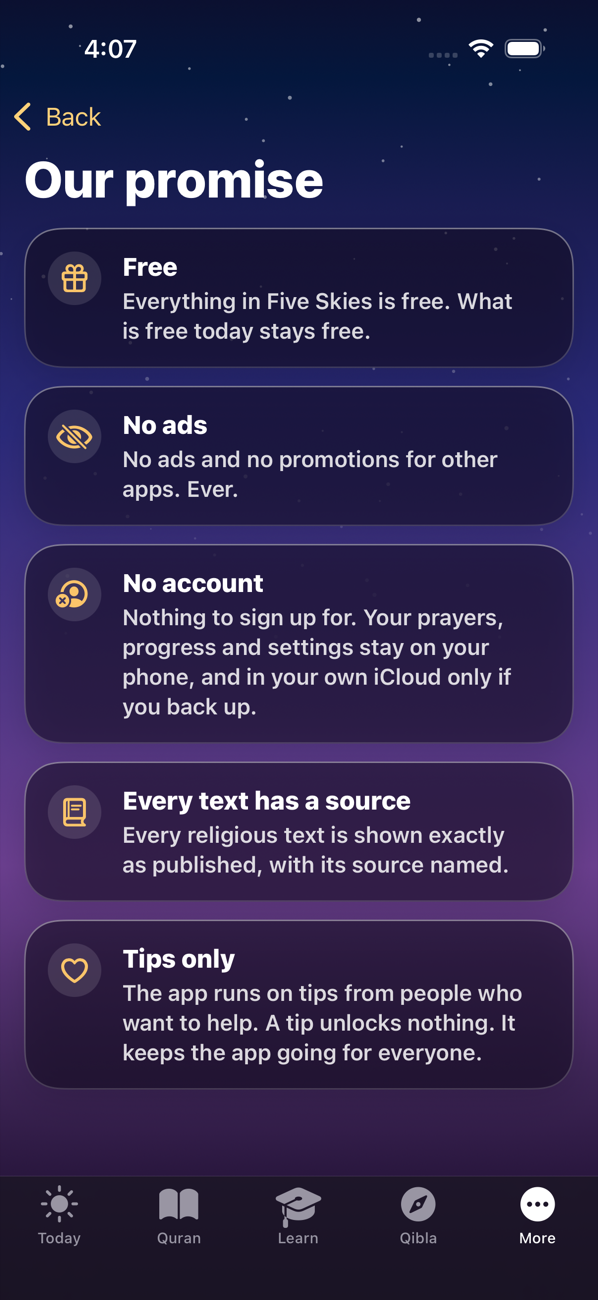 4:07
Back
Our promise
Free
Everything in Five Skies is free. What
is free today stays free.
No ads
No ads and no promotions for other
apps. Ever.
No account
Nothing to sign up for. Your prayers,
progress and settings stay on your
phone, and in your own iCloud only if
you back up.
Every text has a source
Every religious text is shown exactly
as published, with its source named.
Tips only
The app runs on tips from people who
want to help. A tip unlocks nothing. It
keeps the app going for everyone.
Today Quran Learn Qibla More